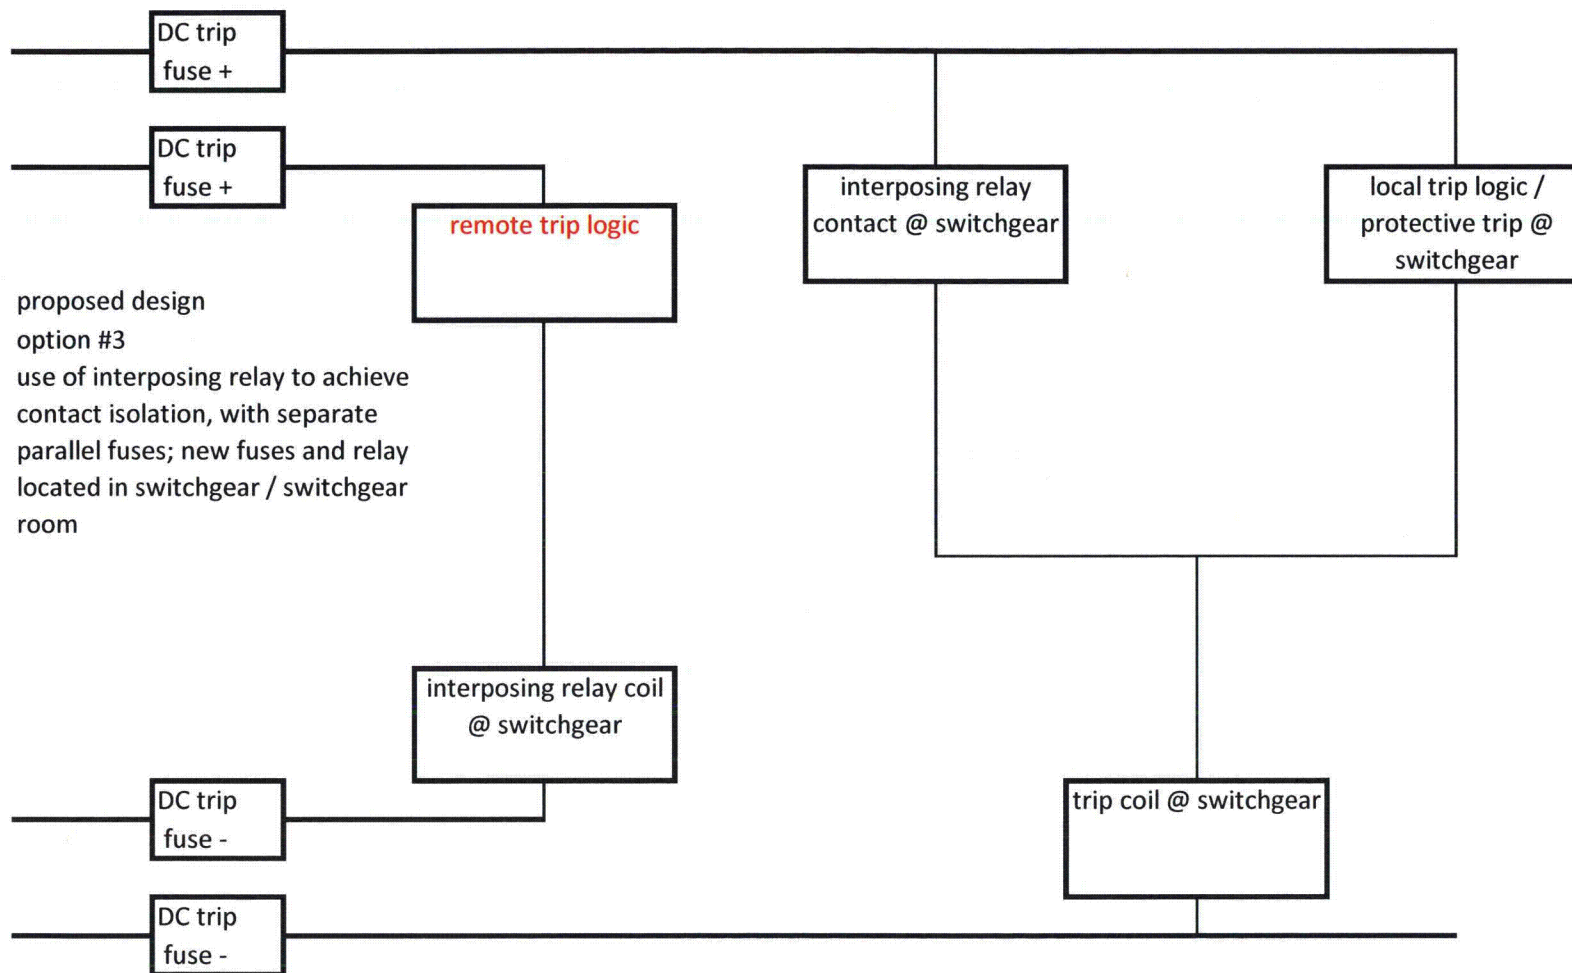 DC trip
fuse +
DC trip
fuse +
remote trip logic
interposing relay
contact @ switchgear
local trip logic /
protective trip @
switchgear
proposed design
option #3
use of interposing relay to achieve
contact isolation, with separate
parallel fuses; new fuses and relay
located in switchgear / switchgear
room
interposing relay coil
@ switchgear
DC trip
fuse -
trip coil @ switchgear
DC trip
fuse -